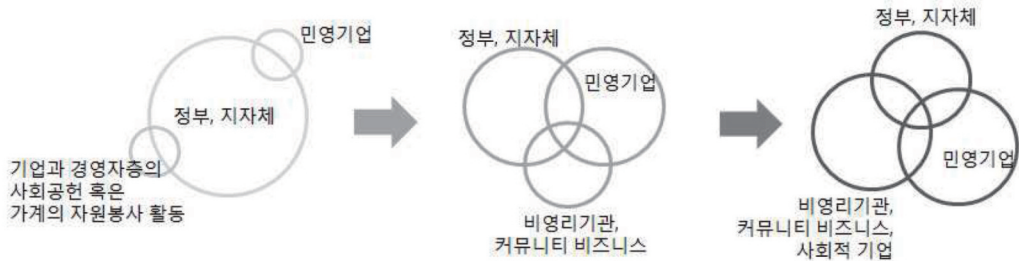 민영기업
정부, 지자체
기업과 경영자층의
사회공헌 혹은
가계의 자원봉사 활동
정부, 지자체
민영기업
비영리기관,
커뮤니티 비즈니스
정부, 지자체
민영기업
비영리기관,
커뮤니티 비즈니스,
사회적 기업